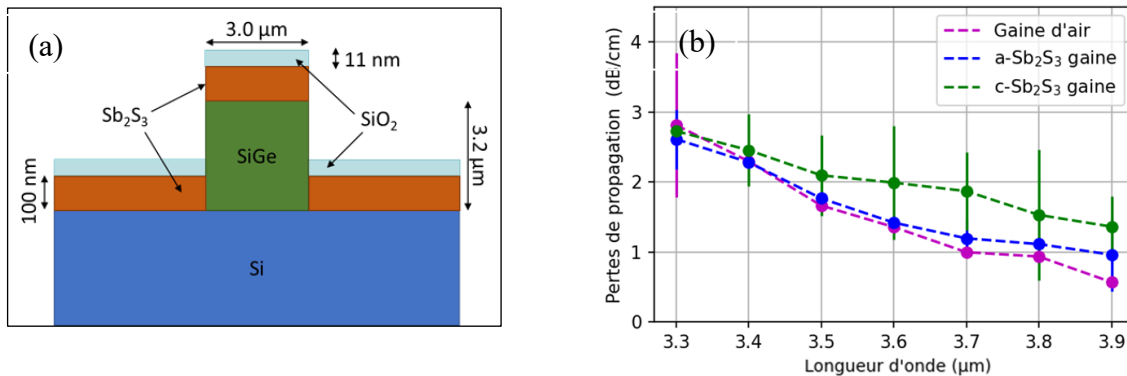 (a)
3.0 µm
11 nm
Sb₂S₃
SiO₂
SiGe
3.2 µm
100 nm
Si
(b)
Gaine d'air
a-Sb₂S₃ gaine
c-Sb₂S₃ gaine
Pertes de propagation (dB/cm)
4
3
2
1
0
3.3 3.4 3.5 3.6 3.7 3.8 3.9
Longueur d'onde (µm)